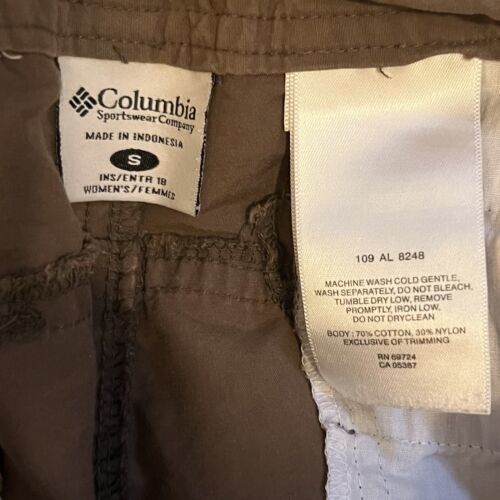 Columbia
Sportswear Company
MADE IN INDONESIA
S
INS/ENTR 18
WOMEN'S/FEMMES
109 AL 8248
MACHINE WASH COLD GENTLE,
WASH SEPARATELY, DO NOT BLEACH,
TUMBLE DRY LOW, REMOVE
PROMPTLY, IRON LOW.
DO NOT DRYCLEAN
BODY: 70% COTTON, 30% NYLON
EXCLUSIVE OF TRIMMING
RN 69724
CA 05367